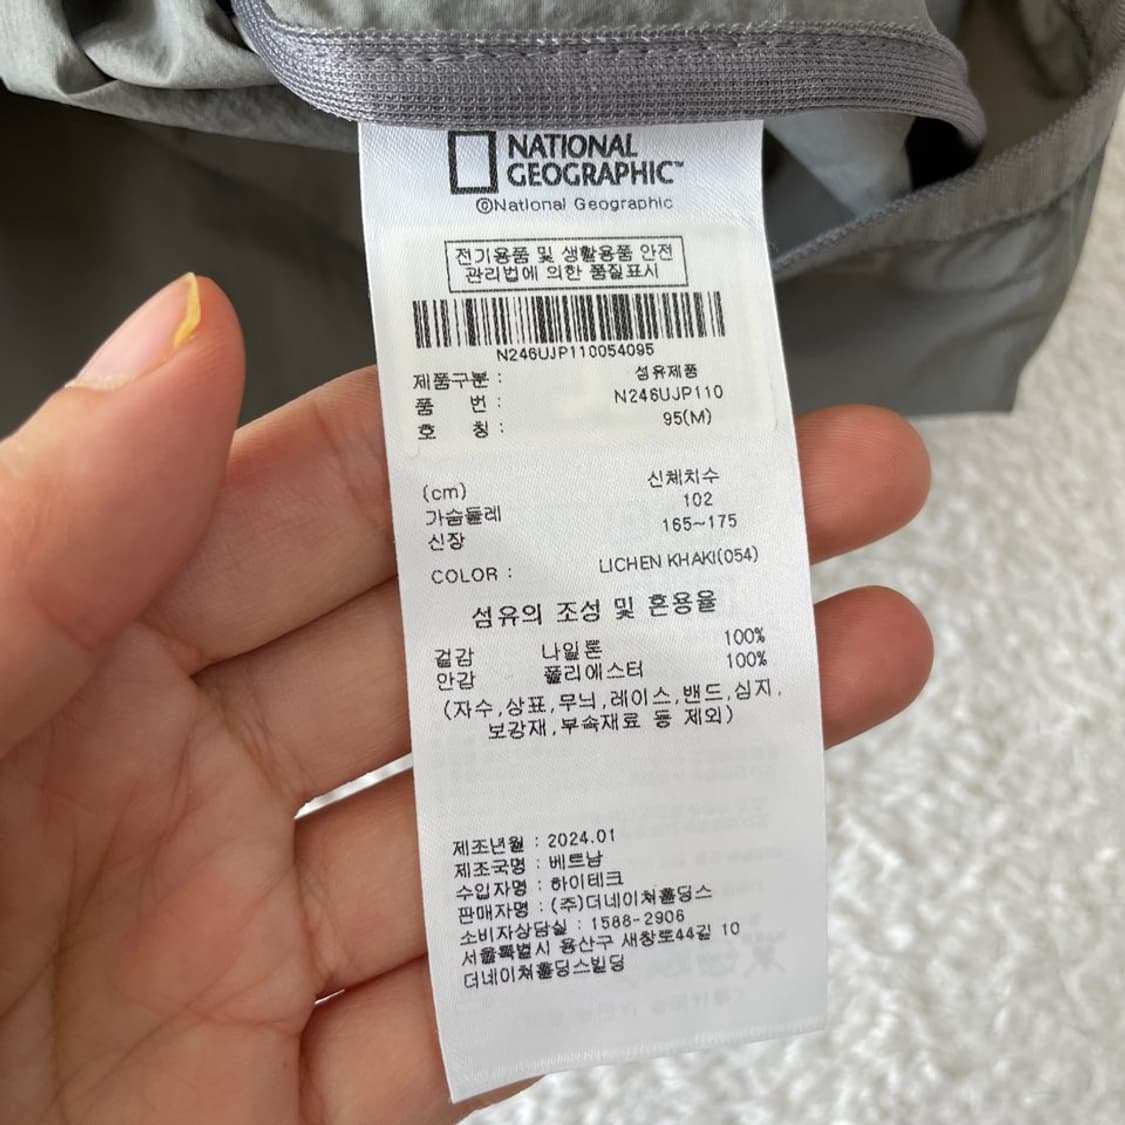 NATIONAL
GEOGRAPHIC™
©National Geographic
전기용품 및 생활용품 안전
관리법에 의한 품질표시
N246UJP110054095
제품구분 : 섬유제품
품 번 : N246UJP110
호 칭 : 95(M)
(cm) 신체치수
가슴둘레 102
신장 165~175
COLOR : LICHEN KHAKI(054)
섬유의 조성 및 혼용율
겉감 나일론 100%
안감 폴리에스터 100%
(자수,상표,무늬,레이스,밴드,심지,
보강재,부속재료 등 제외)
제조년월 : 2024.01
제조국명 : 베트남
수입자명 : 하이테크
판매자명 : (주)더네이쳐홀딩스
소비자상담실 : 1588-2906
서울특별시 용산구 새창로44길 10
더네이쳐홀딩스빌딩